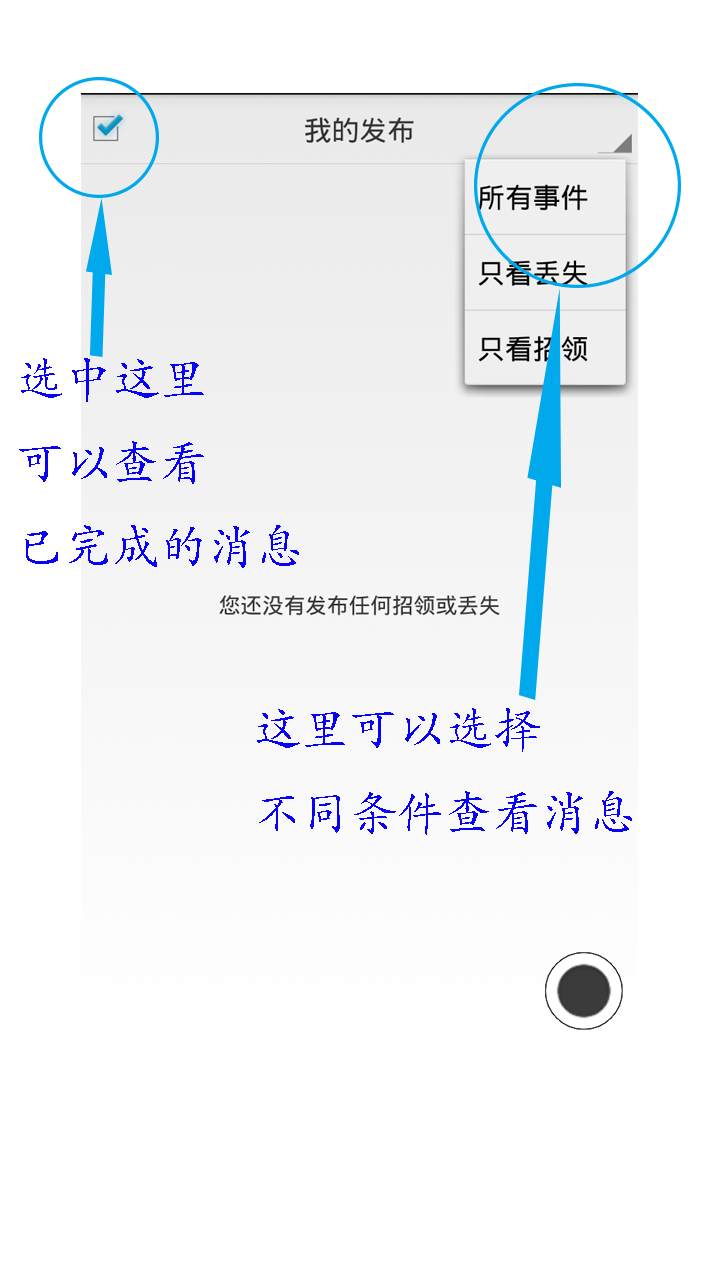 我的发布
所有事件
只看丢失
只看招领
选中这里
可以查看
已完成的消息
您还没有发布任何招领或丢失
这里可以选择
不同条件查看消息